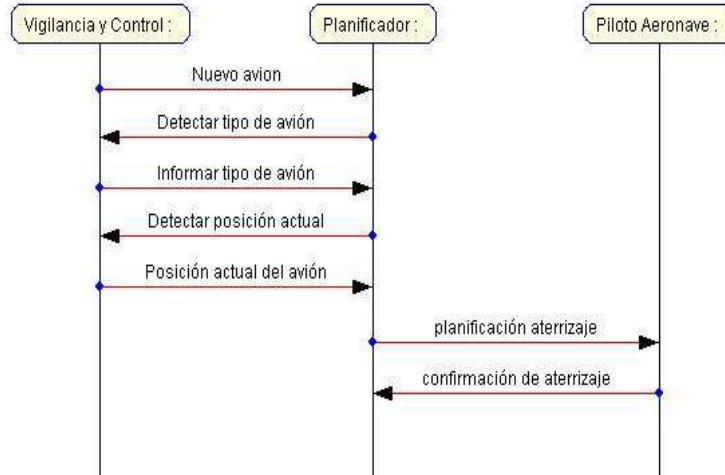 Vigilancia y Control :
Planificador :
Piloto Aeronave :
Nuevo avion
Detectar tipo de avión
Informar tipo de avión
Detectar posición actual
Posición actual del avión
planificación aterrizaje
confirmación de aterrizaje